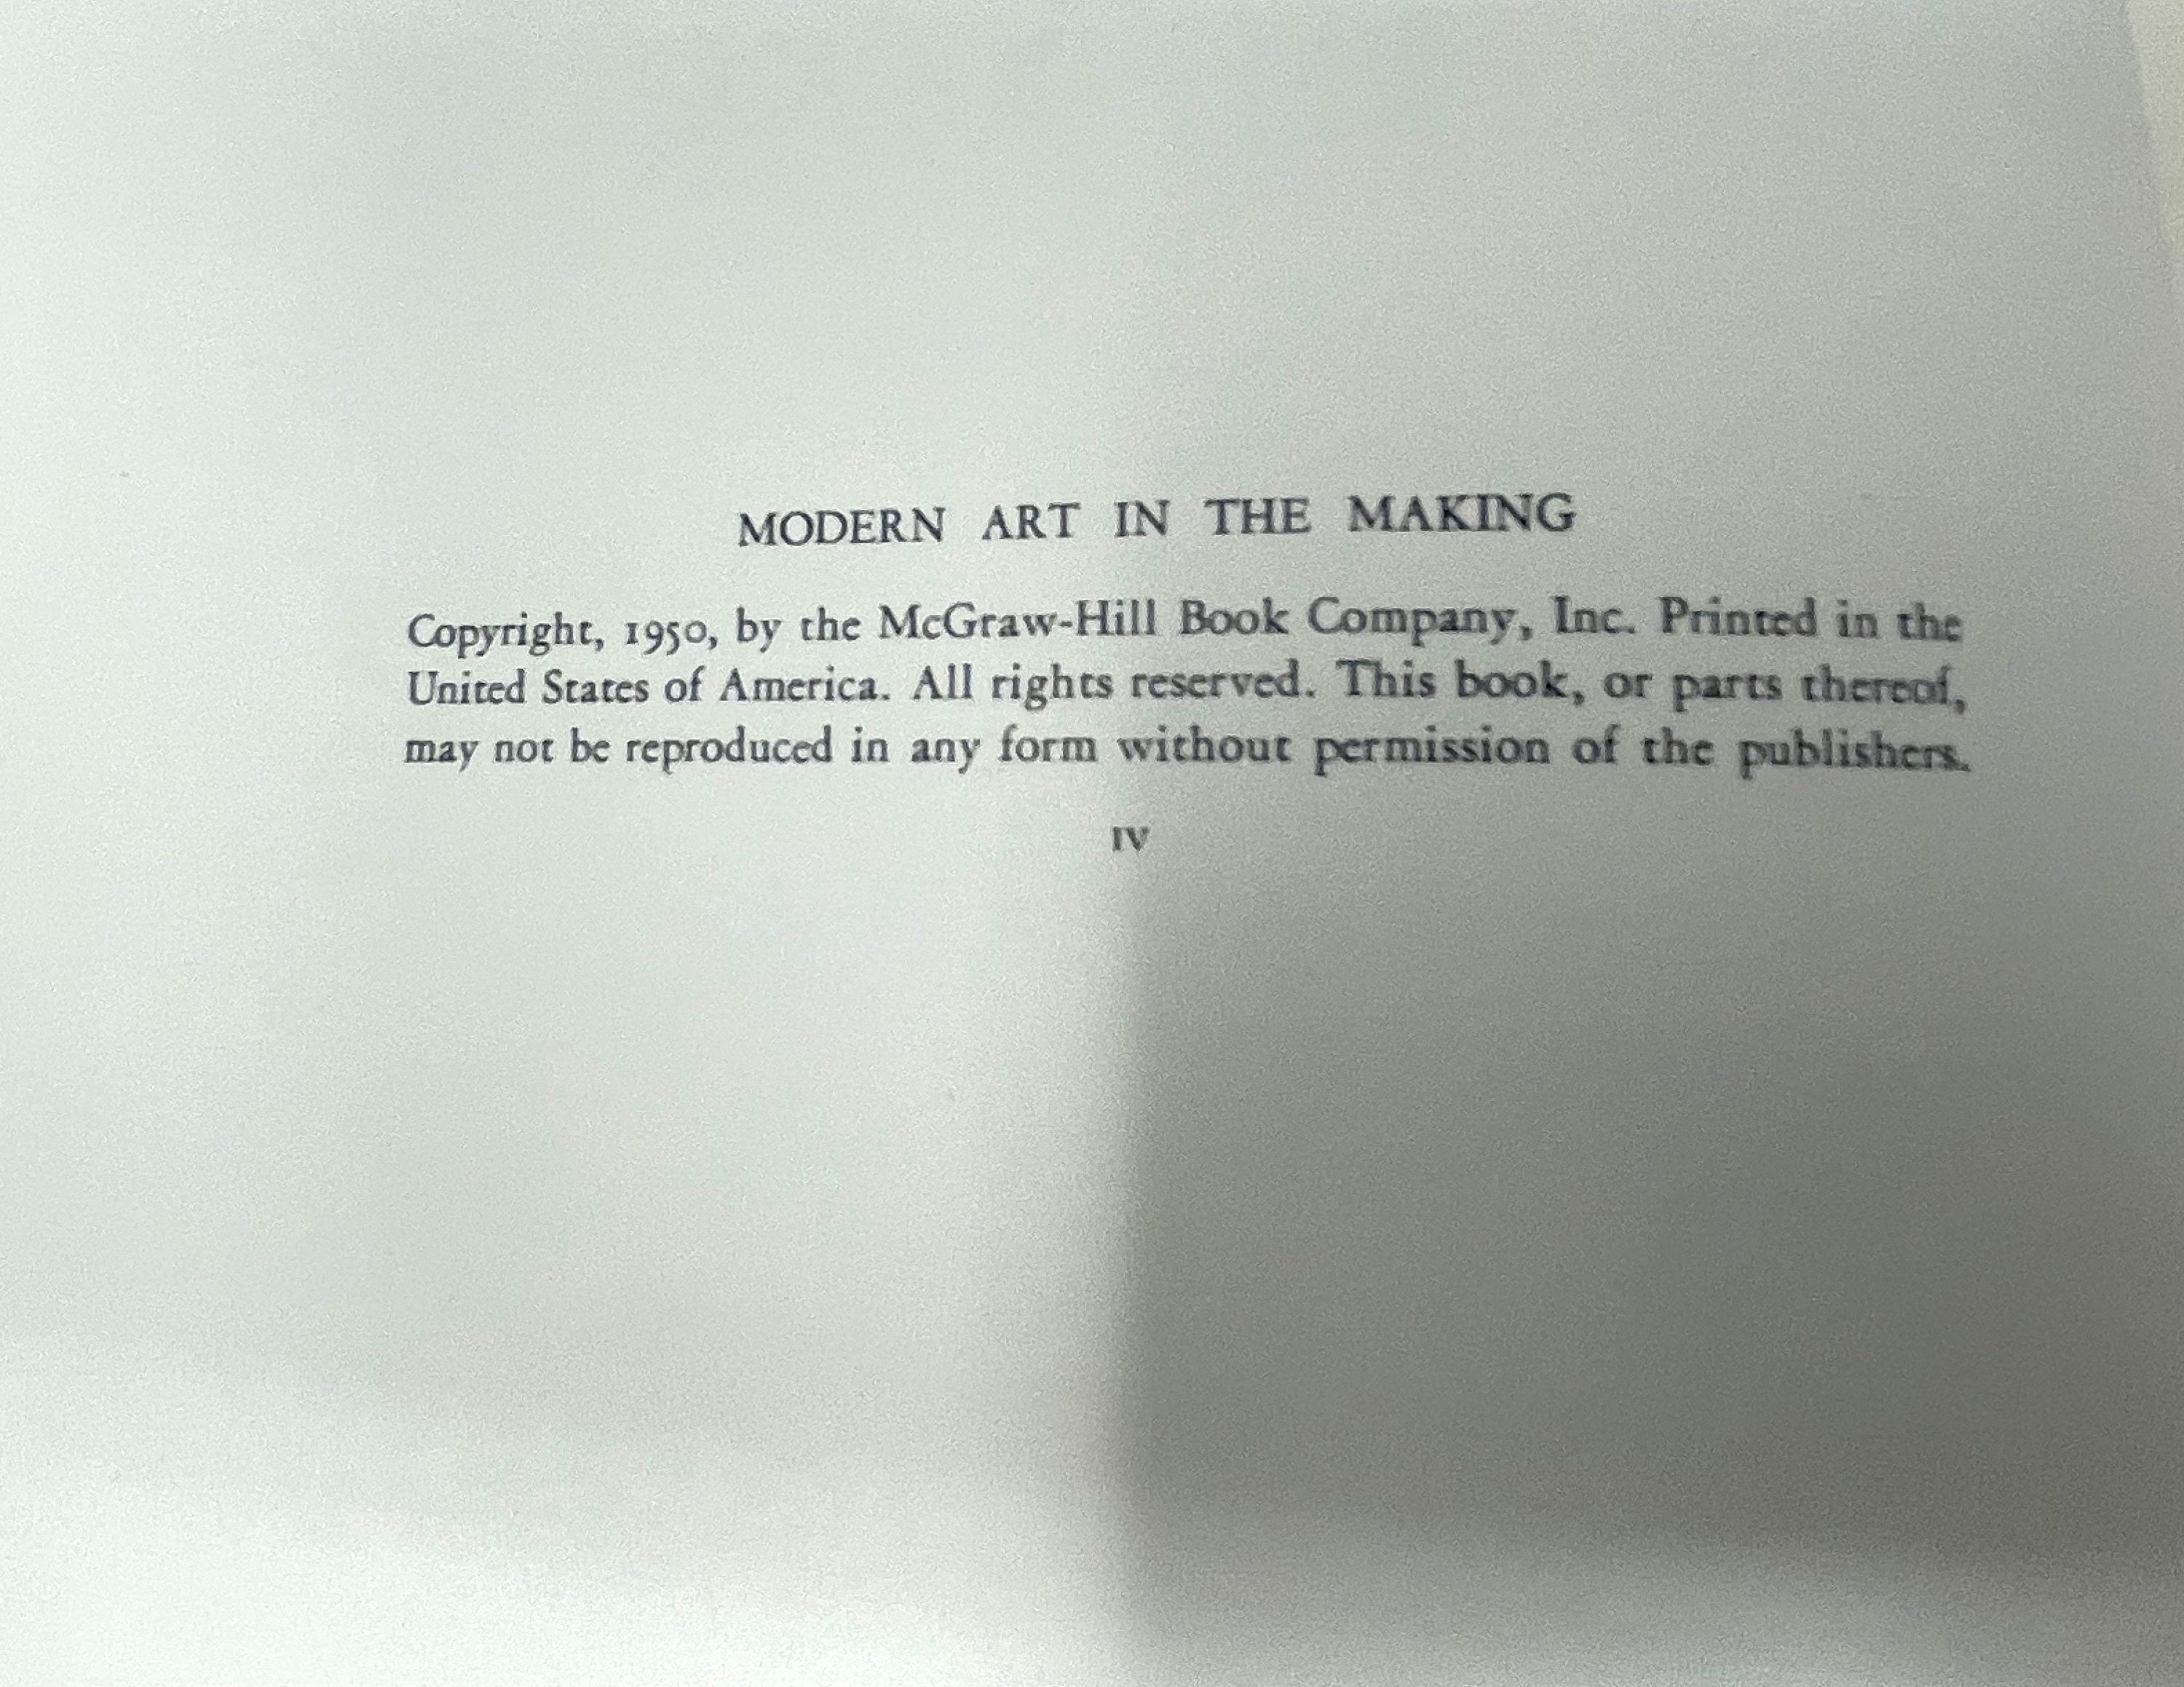 MODERN ART IN THE MAKING
Copyright, 1950, by the McGraw-Hill Book Company, Inc. Printed in the
United States of America. All rights reserved. This book, or parts thereof,
may not be reproduced in any form without permission of the publishers.
IV